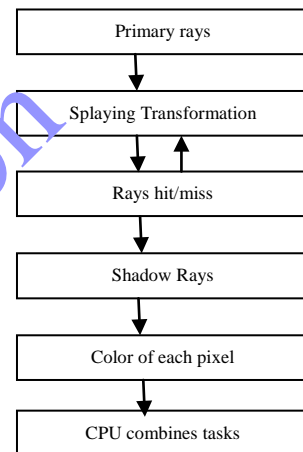 Primary rays
Splaying Transformation
Rays hit/miss
Shadow Rays
Color of each pixel
CPU combines tasks